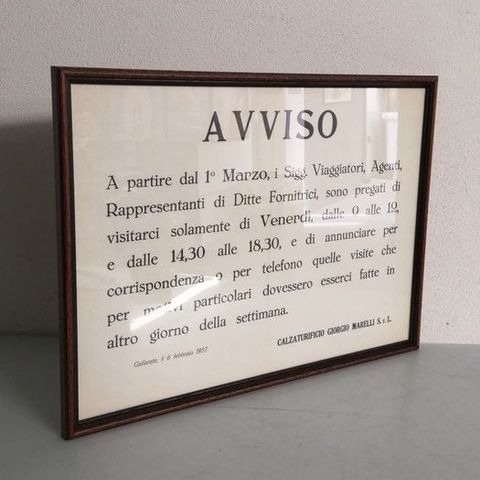 AVVISO
A partire dal 1º Marzo, i Sigg. Viaggiatori, Agenti,
Rappresentanti di Ditte Fornitrici, sono pregati di
visitarci solamente di Venerdì, dalle 9 alle 12,
e dalle 14,30 alle 18,30, e di annunciare per
corrispondenza o per telefono quelle visite che
per motivi particolari dovessero esserci fatte in
altro giorno della settimana.
Gallarate, li 6 febbraio 1957.
CALZATURIFICIO GIORGIO MARELLI S. r. L.